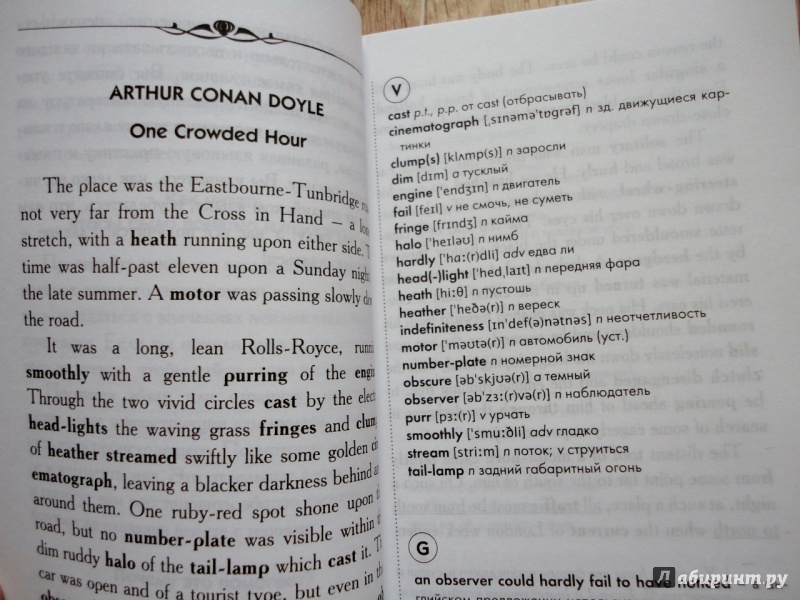 ARTHUR CONAN DOYLE
One Crowded Hour
The place was the Eastbourne-Tunbridge
not very far from the Cross in Hand — a
stretch, with a heath running upon either side.
time was half-past eleven upon a Sunday
the late summer. A motor was passing slowly
the road.
It was a long, lean Rolls-Royce,
smoothly with a gentle purring of the
Through the two vivid circles cast by the
head-lights the waving grass fringes and
of heather streamed swiftly like some golden
ematograph, leaving a blacker darkness behind
around them. One ruby-red spot shone upon
road, but no number-plate was visible within
dim ruddy halo of the tail-lamp which cast it.
car was open and of a tourist type, but even in the
V
cast p.t., p.p. от cast (отбрасывать)
cinematograph [ˌsɪnəmə'tɒgrəf] n зд. движущиеся кар-
тинки
clump(s) [klʌmp(s)] n заросли
dim [dɪm] a тусклый
engine ['endʒɪn] n двигатель
fail [feɪl] v не смочь, не суметь
fringe [frɪndʒ] n кайма
halo ['heɪləʊ] n нимб
hardly ['hɑː(r)dli] adv едва ли
head(-)light ['hedˌlaɪt] n передняя фара
heath [hiːθ] n пустошь
heather ['heðə(r)] n вереск
indefiniteness [ɪn'def(ə)nətnəs] n неотчетливость
motor ['məʊtə(r)] n автомобиль (уст.)
number-plate n номерной знак
obscure [əb'skjʊə(r)] a темный
observer [əb'zɜː(r)və(r)] n наблюдатель
purr [pɜː(r)] v урчать
smoothly ['smuːðli] adv гладко
stream [striːm] n поток; v струиться
tail-lamp n задний габаритный огонь
G
an observer could hardly fail to have noticed
лабиринт.ру